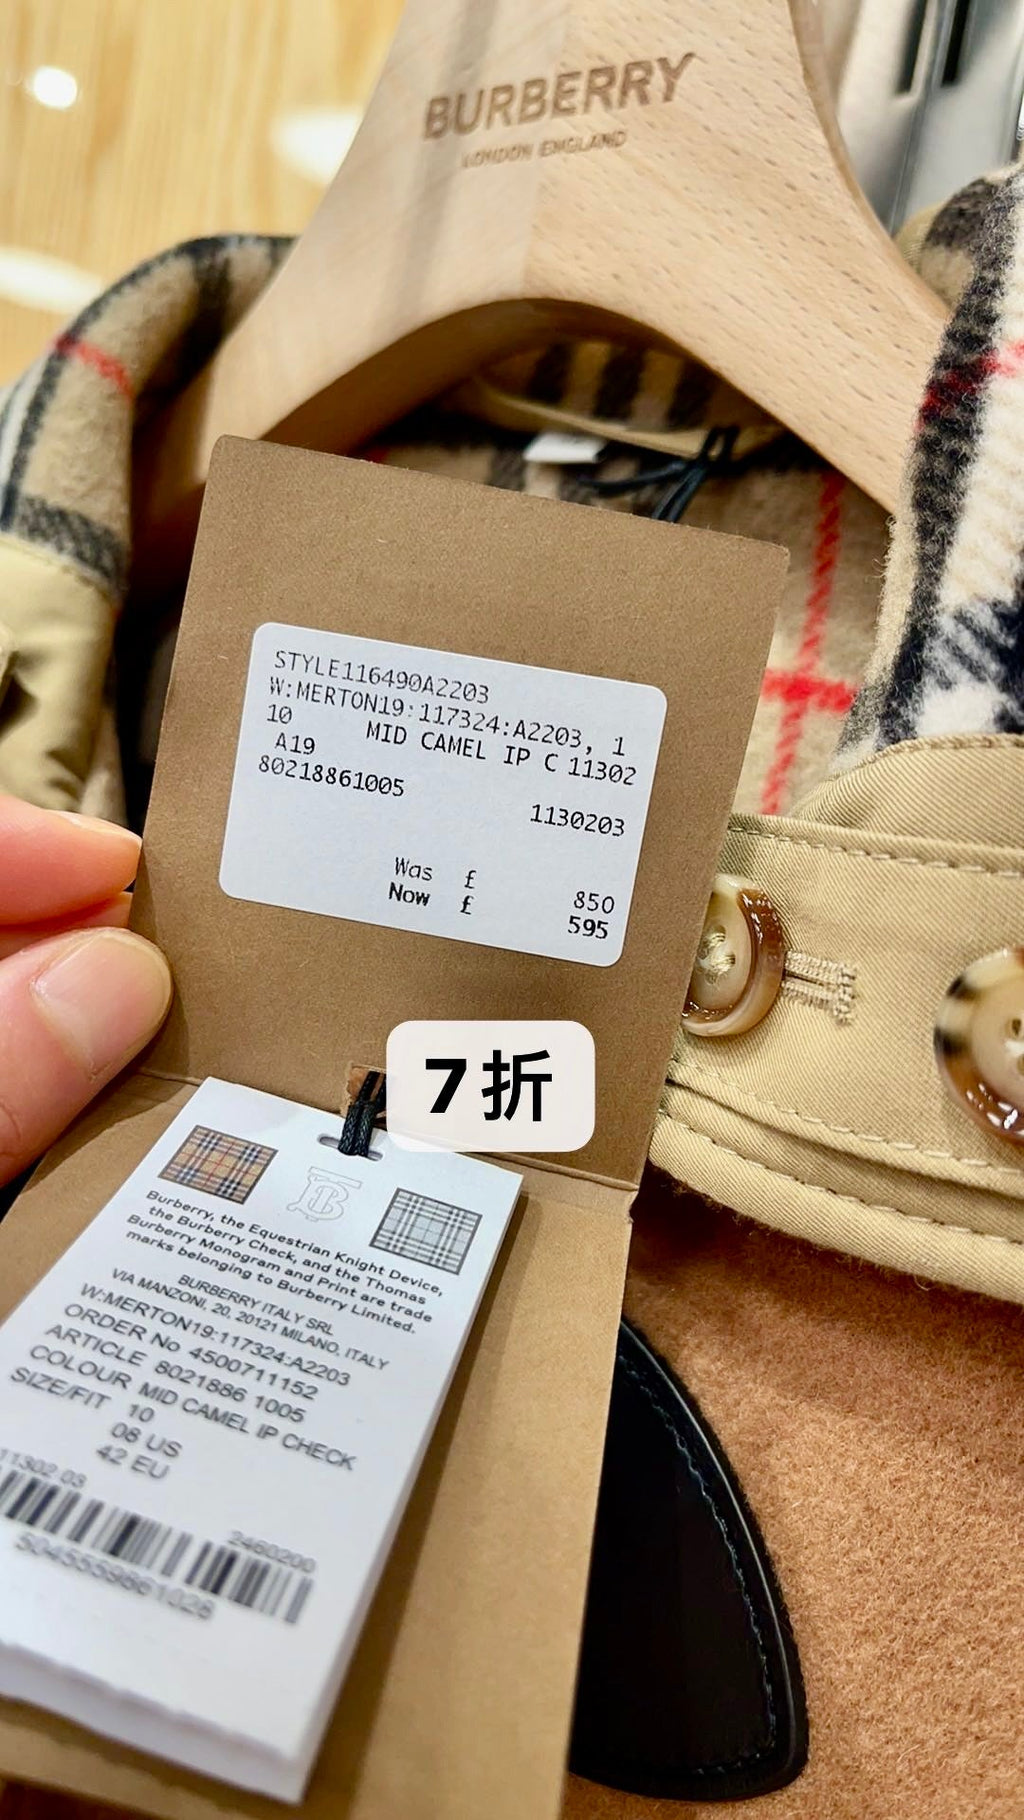 BURBERRY
LONDON ENGLAND
STYLE116490A2203
W:MERTON19:117324:A2203, 1
10 MID CAMEL IP C 11302
A19
80218861005
1130203
Was £ 850
Now £ 595
7折
Burberry, the Equestrian Knight Device,
the Burberry Check, and the Thomas
Burberry Monogram and Print are trade
marks belonging to Burberry Limited.
BURBERRY ITALY SRL
VIA MANZONI, 20, 20121 MILANO, ITALY
W:MERTON19:117324:A2203
ORDER No 4500711152
ARTICLE 8021886 1005
COLOUR MID CAMEL IP CHECK
SIZE/FIT 10
08 US
42 EU
11302 03
2460200
5045559861026